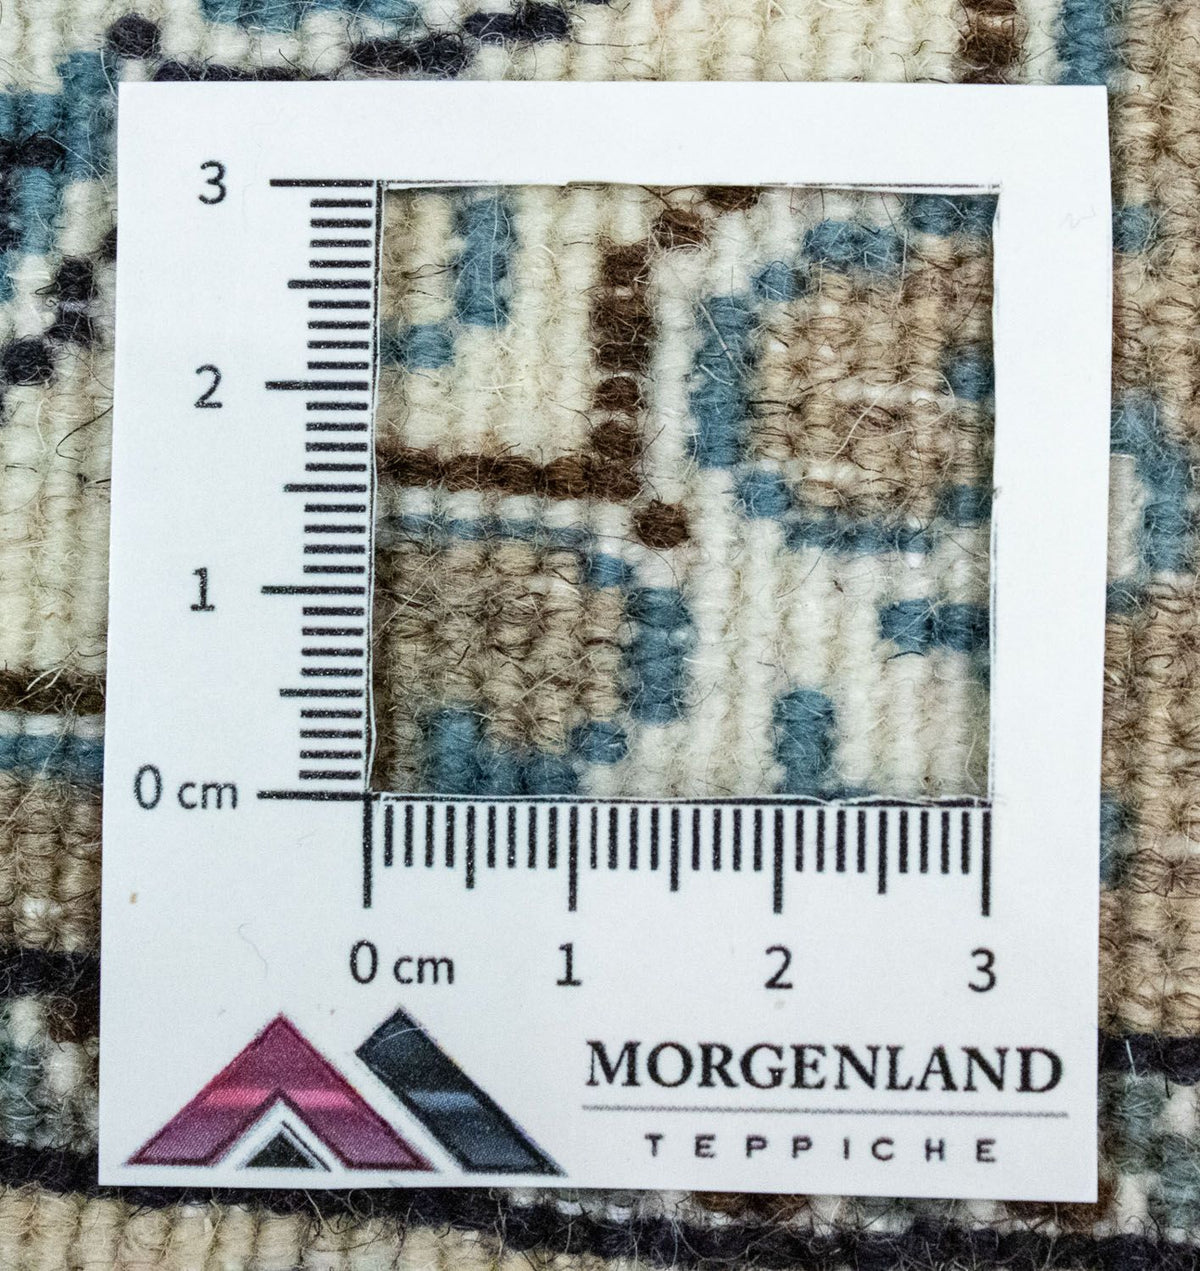 3
2
1
0 cm
0 cm 1 2 3
MORGENLAND
TEPPICHE